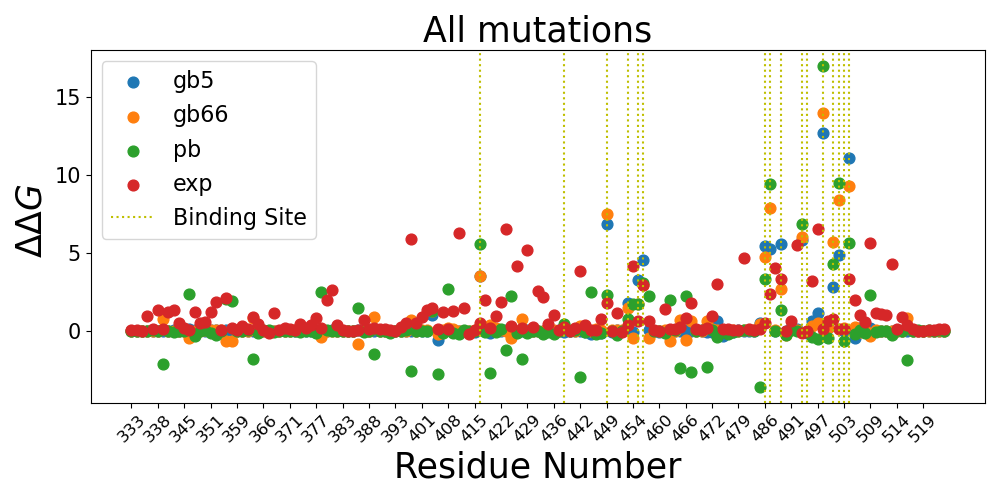 All mutations
gb5
gb66
pb
exp
Binding Site
ΔΔG
15
10
5
0
333 338 345 351 359 366 371 377 383 388 393 401 408 415 422 429 436 442 449 454 460 466 472 479 486 491 497 503 509 514 519
Residue Number